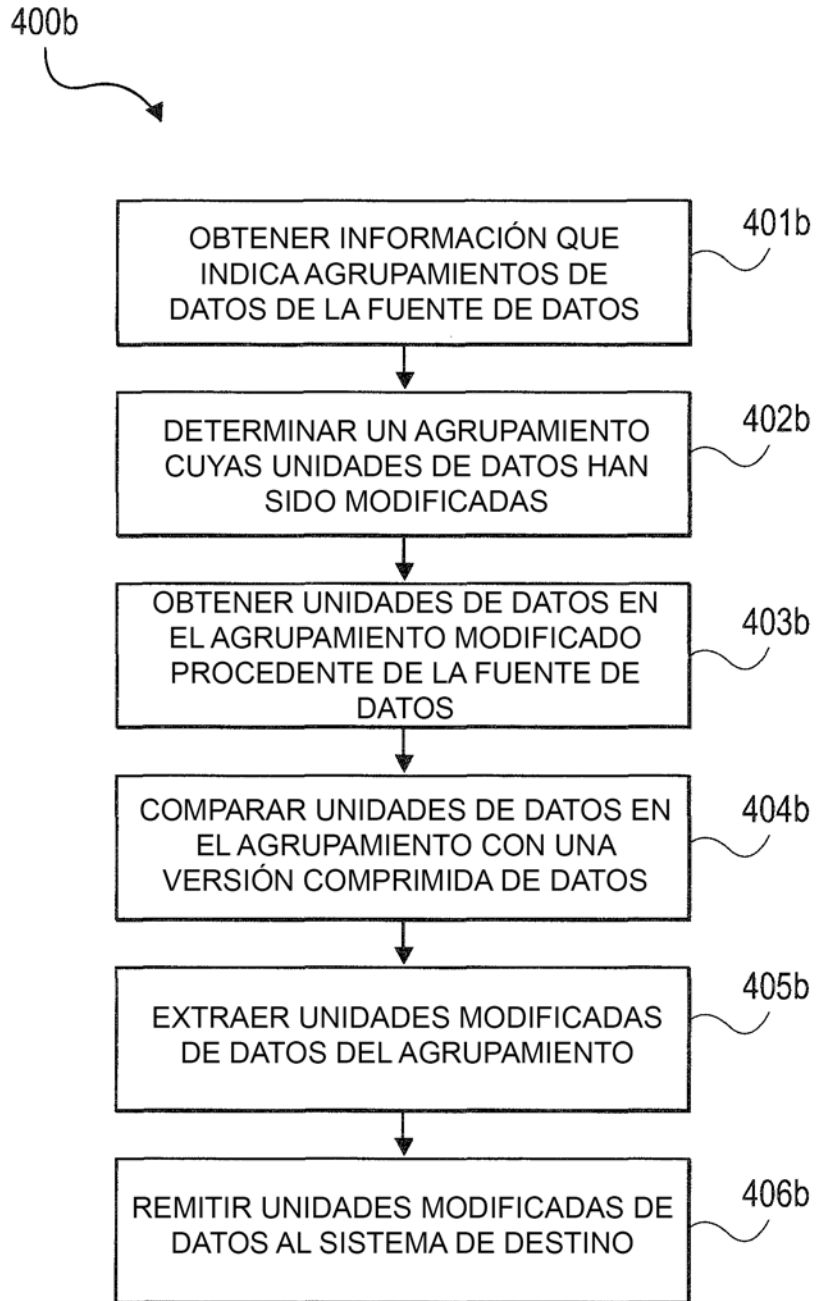 400b
OBTENER INFORMACIÓN QUE
INDICA AGRUPAMIENTOS DE
DATOS DE LA FUENTE DE DATOS
401b
DETERMINAR UN AGRUPAMIENTO
CUYAS UNIDADES DE DATOS HAN
SIDO MODIFICADAS
402b
OBTENER UNIDADES DE DATOS EN
EL AGRUPAMIENTO MODIFICADO
PROCEDENTE DE LA FUENTE DE
DATOS
403b
COMPARAR UNIDADES DE DATOS EN
EL AGRUPAMIENTO CON UNA
VERSIÓN COMPRIMIDA DE DATOS
404b
EXTRAER UNIDADES MODIFICADAS
DE DATOS DEL AGRUPAMIENTO
405b
REMITIR UNIDADES MODIFICADAS DE
DATOS AL SISTEMA DE DESTINO
406b